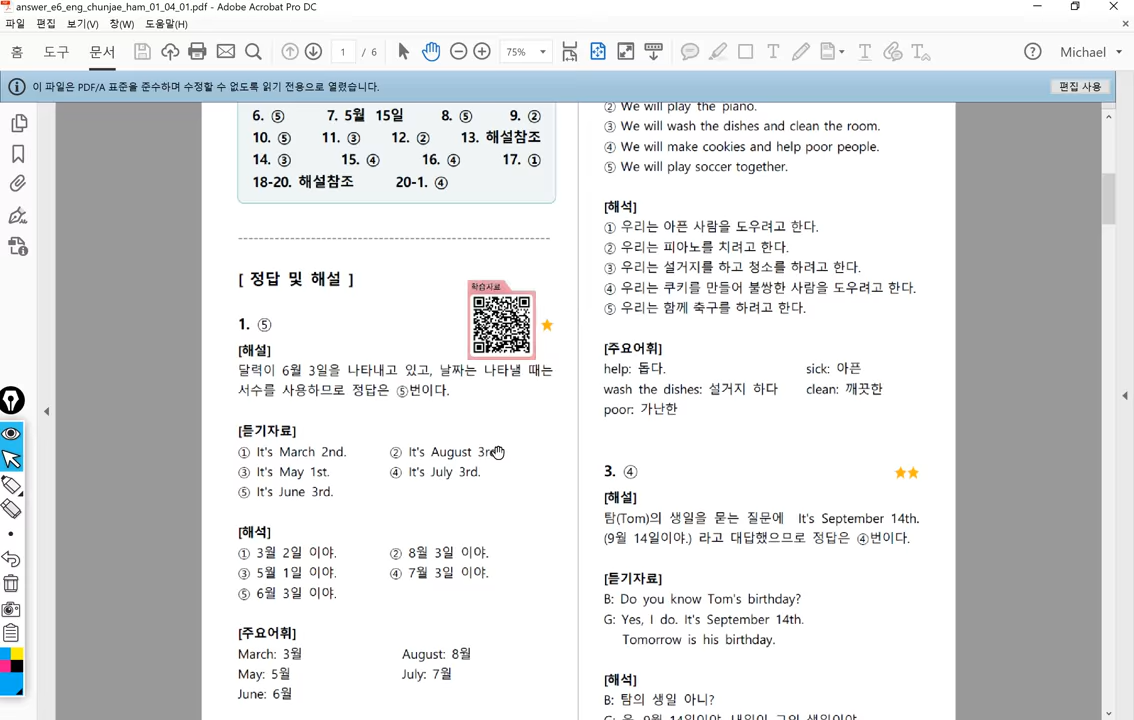 answer_e6_eng_chunjae_ham_01_04_01.pdf - Adobe Acrobat Pro DC
파일 편집 보기(V) 창(W) 도움말(H)
홈 도구 문서 1 / 6 75% Michael
이 파일은 PDF/A 표준을 준수하며 수정할 수 없도록 읽기 전용으로 열렸습니다. 편집 사용
6. ⑤ 7. 5월 15일 8. ⑤ 9. ②
10. ⑤ 11. ③ 12. ② 13. 해설참조
14. ③ 15. ④ 16. ④ 17. ①
18-20. 해설참조 20-1. ④
[ 정답 및 해설 ]
학습자료
1. ⑤
[해설]
달력이 6월 3일을 나타내고 있고, 날짜는 나타낼 때는
서수를 사용하므로 정답은 ⑤번이다.
[듣기자료]
① It's March 2nd. ② It's August 3rd
③ It's May 1st. ④ It's July 3rd.
⑤ It's June 3rd.
[해석]
① 3월 2일 이야. ② 8월 3일 이야.
③ 5월 1일 이야. ④ 7월 3일 이야.
⑤ 6월 3일 이야.
[주요어휘]
March: 3월 August: 8월
May: 5월 July: 7월
June: 6월
② We will play the piano.
③ We will wash the dishes and clean the room.
④ We will make cookies and help poor people.
⑤ We will play soccer together.
[해석]
① 우리는 아픈 사람을 도우려고 한다.
② 우리는 피아노를 치려고 한다.
③ 우리는 설거지를 하고 청소를 하려고 한다.
④ 우리는 쿠키를 만들어 불쌍한 사람을 도우려고 한다.
⑤ 우리는 함께 축구를 하려고 한다.
[주요어휘]
help: 돕다. sick: 아픈
wash the dishes: 설거지 하다 clean: 깨끗한
poor: 가난한
3. ④
[해설]
탐(Tom)의 생일을 묻는 질문에 It's September 14th.
(9월 14일이야.) 라고 대답했으므로 정답은 ④번이다.
[듣기자료]
B: Do you know Tom's birthday?
G: Yes, I do. It's September 14th.
Tomorrow is his birthday.
[해석]
B: 탐의 생일 아니?
G: 응, 9월 14일이야. 내일이 그의 생일이야